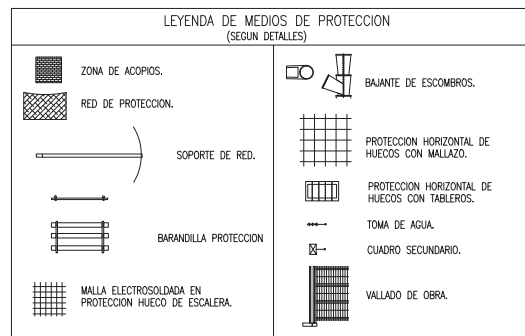 LEYENDA DE MEDIOS DE PROTECCION
(SEGUN DETALLES)
ZONA DE ACOPIOS.
RED DE PROTECCION.
SOPORTE DE RED.
BARANDILLA PROTECCION
MALLA ELECTROSOLDADA EN
PROTECCION HUECO DE ESCALERA.
BAJANTE DE ESCOMBROS.
PROTECCION HORIZONTAL DE
HUECOS CON MALLAZO.
PROTECCION HORIZONTAL DE
HUECOS CON TABLEROS.
TOMA DE AGUA.
CUADRO SECUNDARIO.
VALLADO DE OBRA.